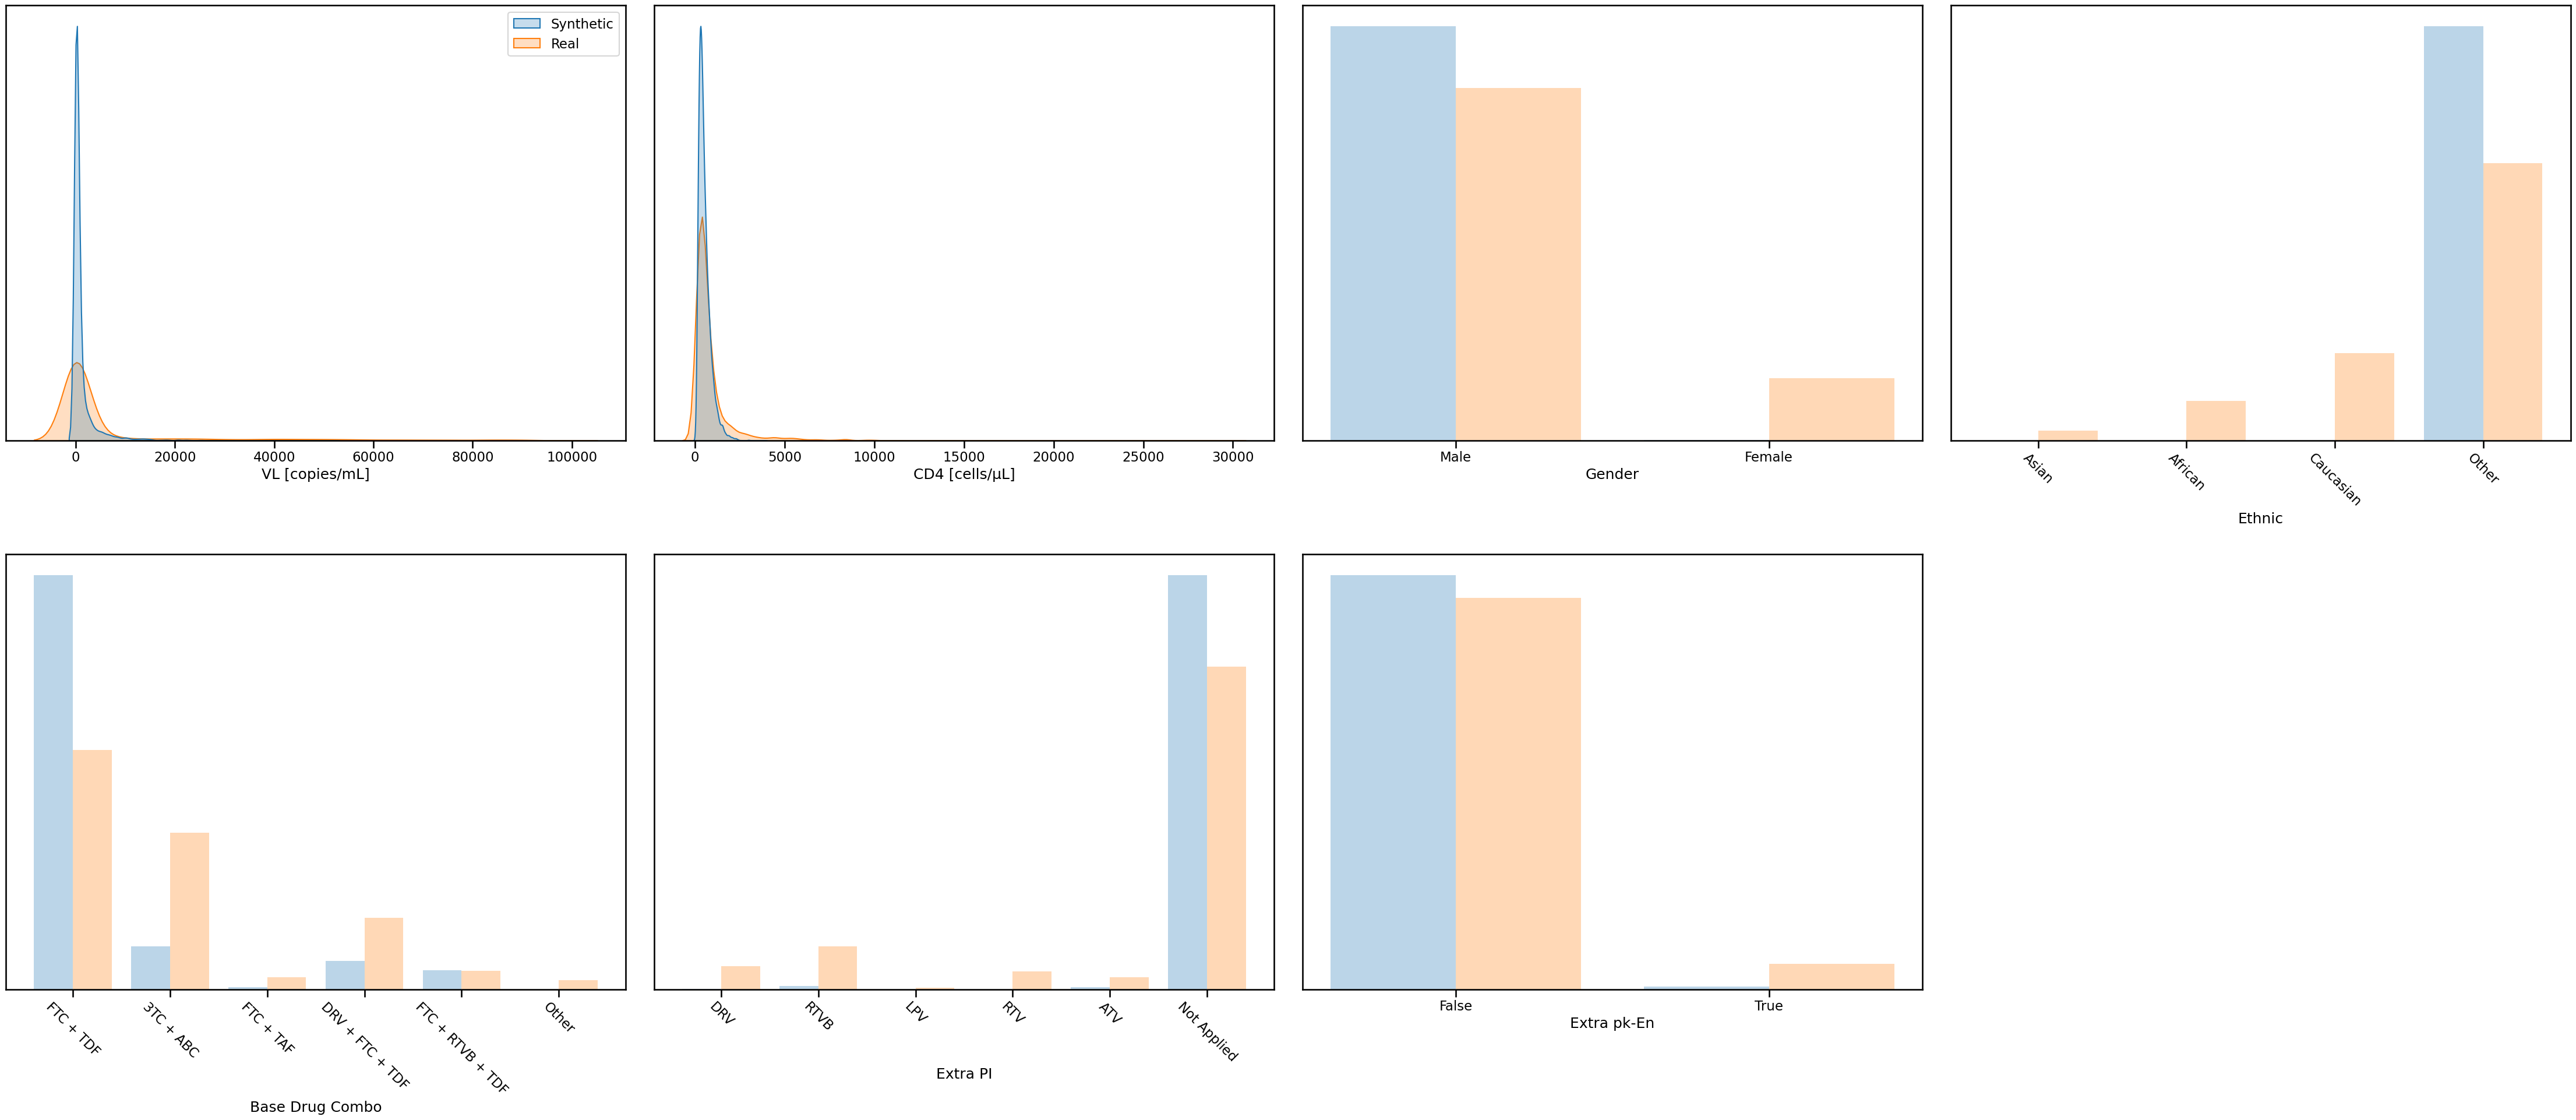 Synthetic
Real
0 20000 40000 60000 80000 100000
VL [copies/mL]
0 5000 10000 15000 20000 25000 30000
CD4 [cells/µL]
Male Female
Gender
Asian African Caucasian Other
Ethnic
FTC + TDF 3TC + ABC FTC + TAF DRV + FTC + TDF FTC + RTVB + TDF Other
Base Drug Combo
DRV RTVB LPV RTV ATV Not Applied
Extra PI
False True
Extra pk-En